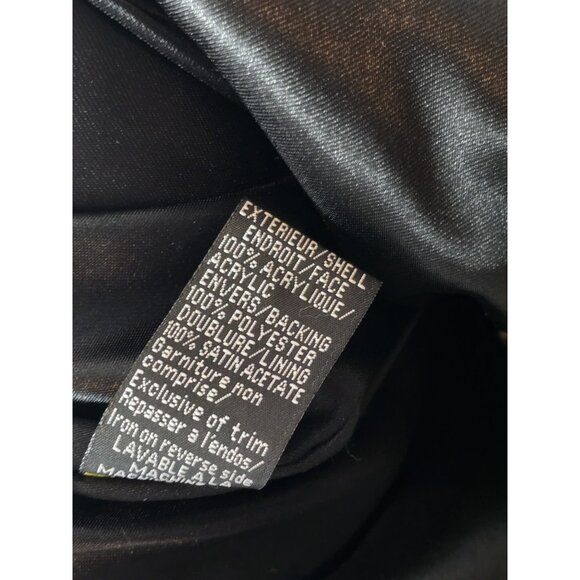 EXTERIEUR/SHELL
ENDROIT/FACE
100% ACRYLIQUE/
ACRYLIC
ENVERS/BACKING
100% POLYESTER
DOUBLURE/LINING
100% SATIN ACETATE
Garniture non
comprise/
Exclusive of trim
Repasser a l'endos/
Iron on reverse side
LAVABLE A LA